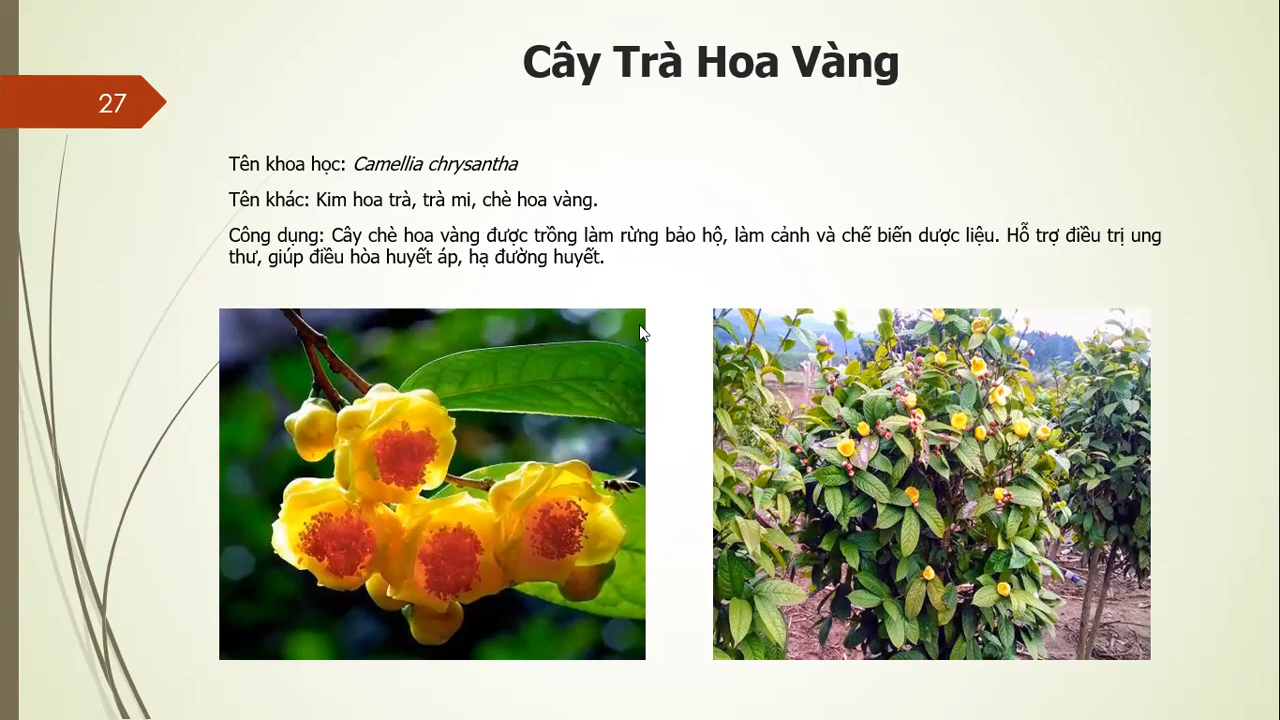 Cây Trà Hoa Vàng
27
Tên khoa học: Camellia chrysantha
Tên khác: Kim hoa trà, trà mi, chè hoa vàng.
Công dụng: Cây chè hoa vàng được trồng làm rừng bảo hộ, làm cảnh và chế biến dược liệu. Hỗ trợ điều trị ung
thư, giúp điều hòa huyết áp, hạ đường huyết.